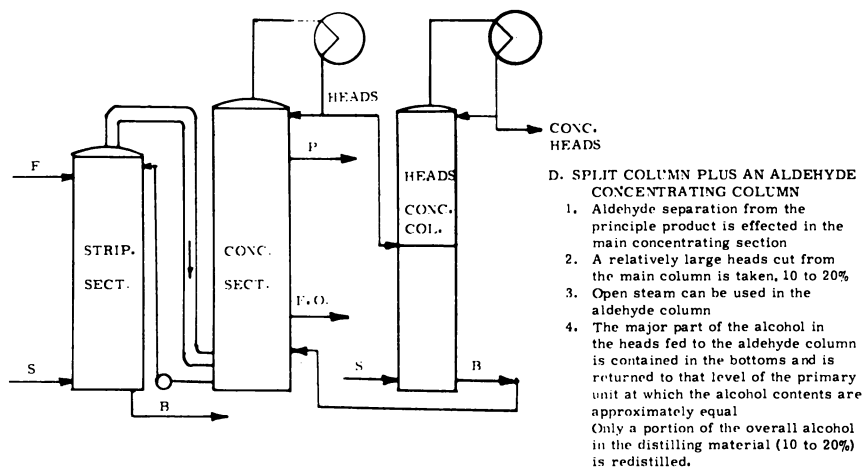 HEADS
F
P
CONC.
HEADS
STRIP.
SECT.
CONC.
SECT.
HEADS
CONC.
COL.
F.O.
S
B
S
B
D. SPLIT COLUMN PLUS AN ALDEHYDE
CONCENTRATING COLUMN
1. Aldehyde separation from the
principle product is effected in the
main concentrating section
2. A relatively large heads cut from
the main column is taken, 10 to 20%
3. Open steam can be used in the
aldehyde column
4. The major part of the alcohol in
the heads fed to the aldehyde column
is contained in the bottoms and is
returned to that level of the primary
unit at which the alcohol contents are
approximately equal
Only a portion of the overall alcohol
in the distilling material (10 to 20%)
is redistilled.